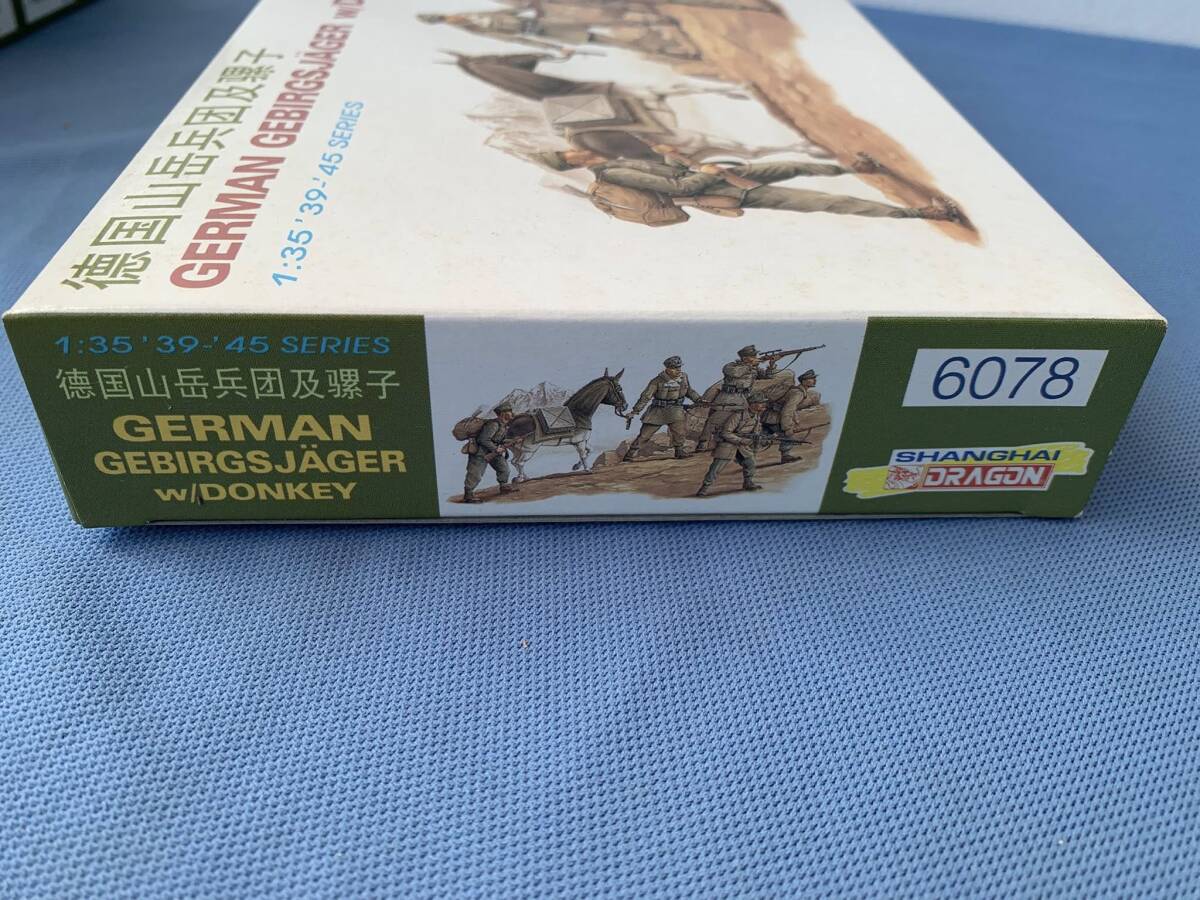 德国山岳兵团及骡子
GERMAN GEBIRGSJÄGER w/D
1:35 '39-'45 SERIES
1:35 '39-'45 SERIES
德国山岳兵团及骡子
GERMAN
GEBIRGSJÄGER
w/DONKEY
6078
SHANGHAI
DRAGON